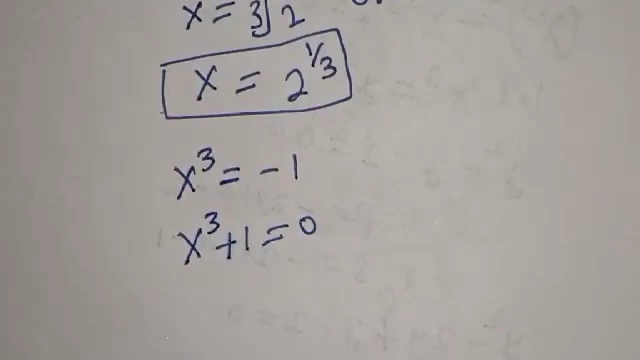 x = ∛2
x = 2^(1/3)
x³ = -1
x³+1=0